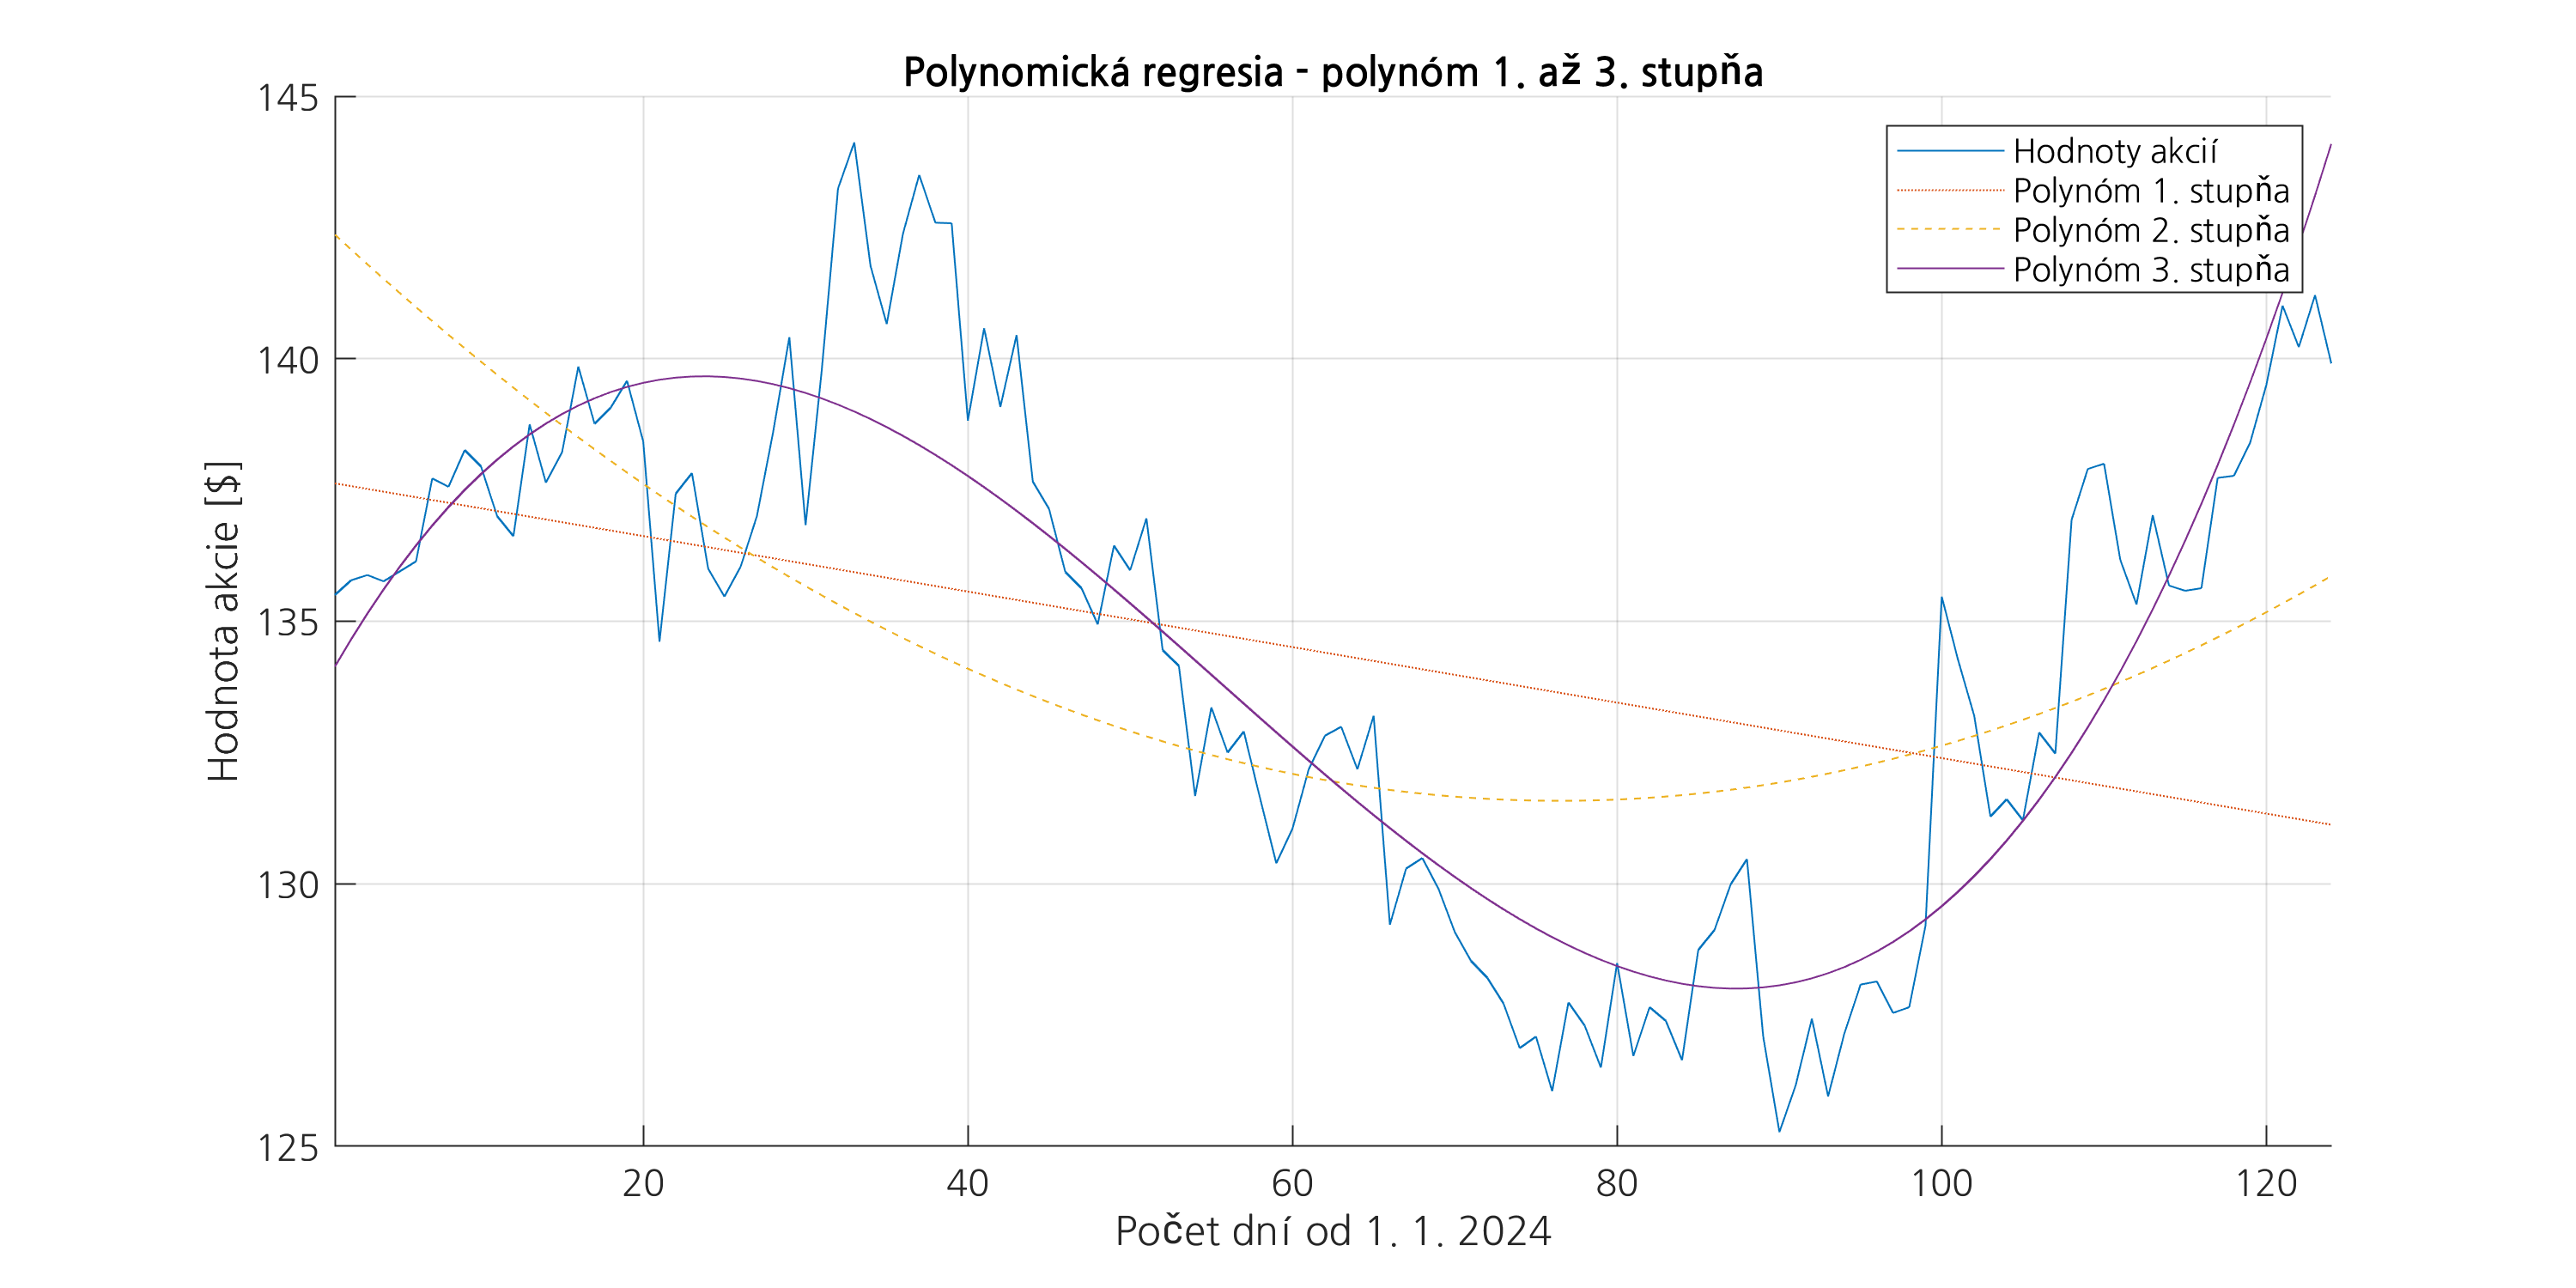 Polynomická regresia - polynóm 1. až 3. stupňa
145
140
135
130
125
Hodnota akcie [$]
Hodnoty akcií
Polynóm 1. stupňa
Polynóm 2. stupňa
Polynóm 3. stupňa
20 40 60 80 100 120
Počet dní od 1. 1. 2024